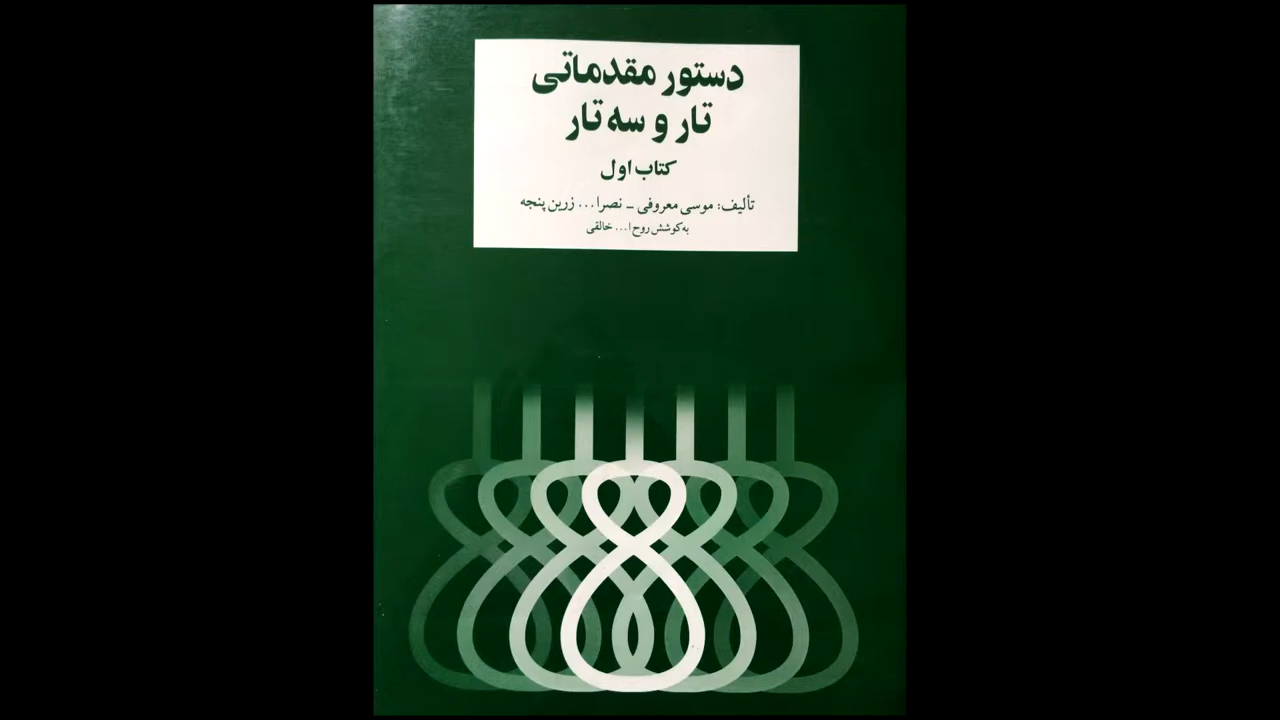 دستور مقدماتی
تار و سه تار
کتاب اول
تألیف: موسی معروفی ـ نصرا... زرین پنجه
به کوشش روح ا... خالقی